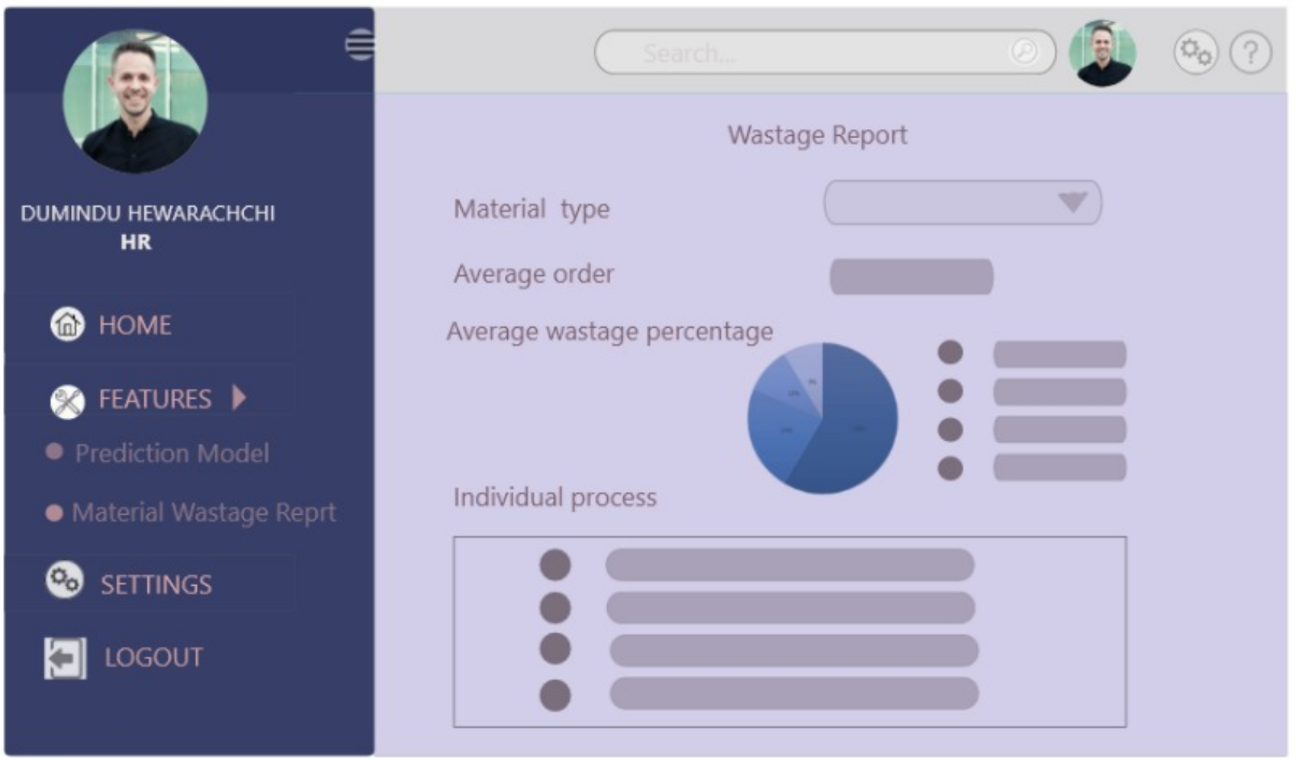 Search...
DUMINDU HEWARACHCHI
HR
HOME
FEATURES
Prediction Model
Material Wastage Reprt
SETTINGS
LOGOUT
Wastage Report
Material type
Average order
Average wastage percentage
Individual process